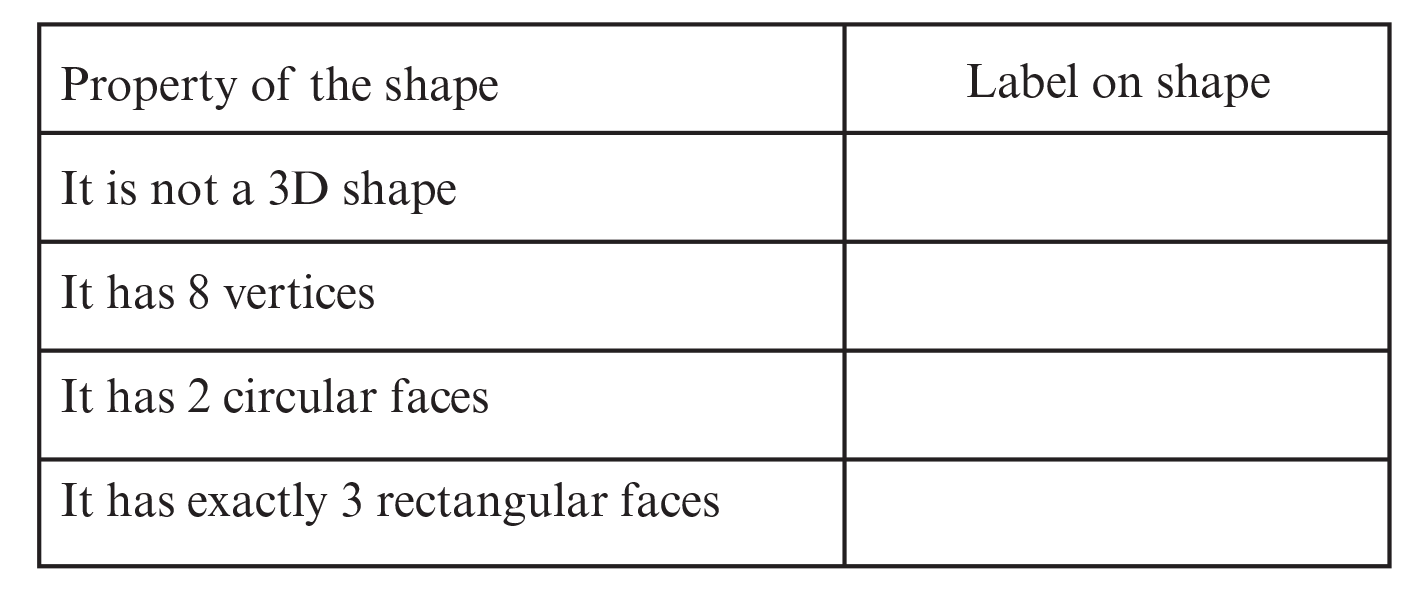 Property of the shape
Label on shape
It is not a 3D shape
It has 8 vertices
It has 2 circular faces
It has exactly 3 rectangular faces